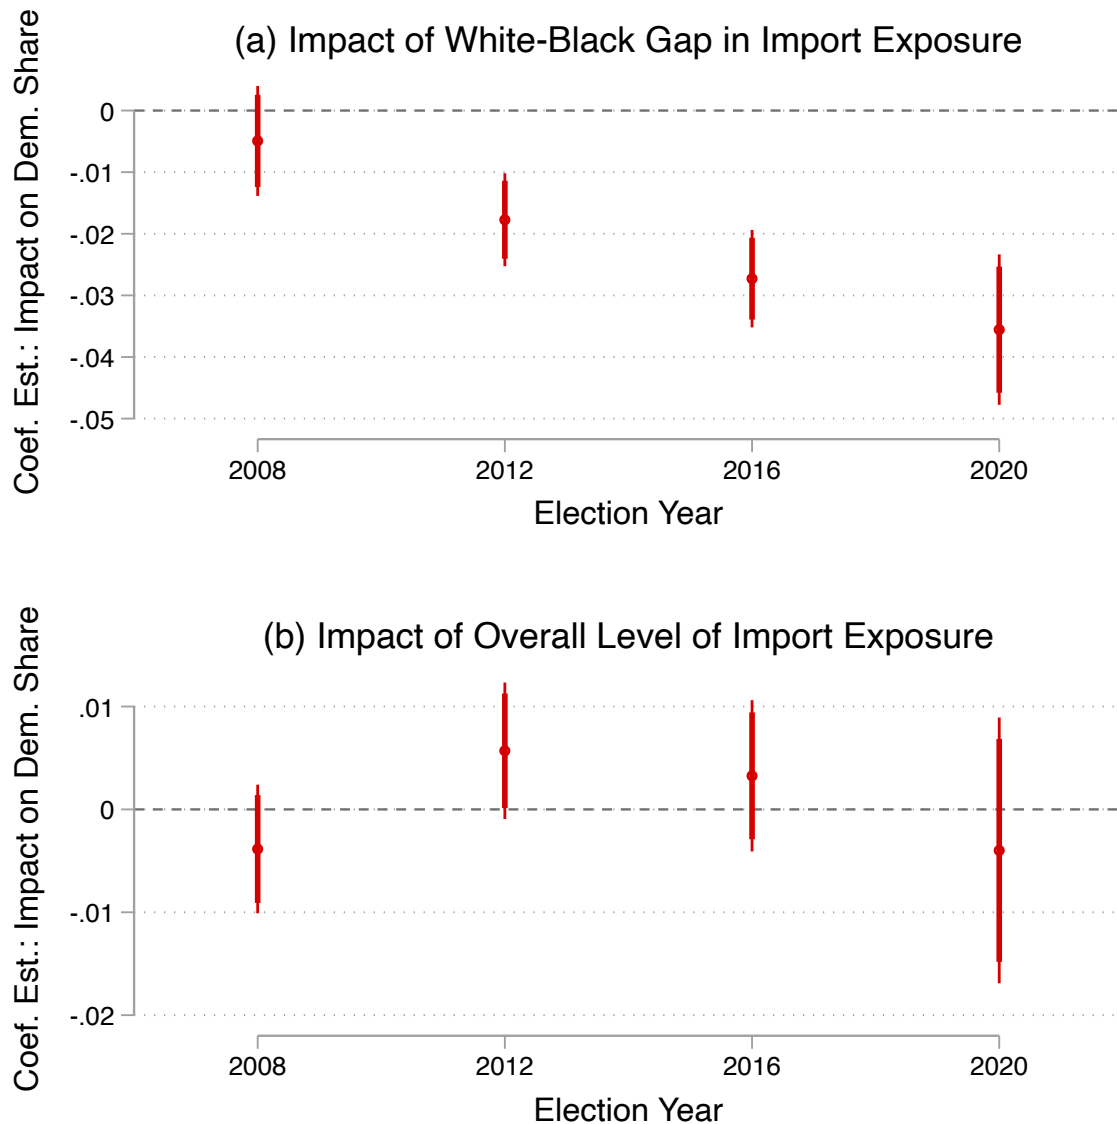 (a) Impact of White-Black Gap in Import Exposure
Coef. Est.: Impact on Dem. Share
0
-.01
-.02
-.03
-.04
-.05
2008 2012 2016 2020
Election Year
(b) Impact of Overall Level of Import Exposure
Coef. Est.: Impact on Dem. Share
.01
0
-.01
-.02
2008 2012 2016 2020
Election Year